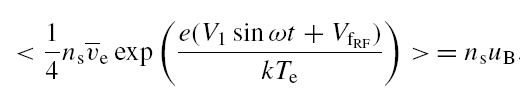 < \frac{1}{4} n_s \overline{v}_e \exp\left(\frac{e(V_1 \sin \omega t + V_{f_{RF}})}{kT_e}\right) > = n_s u_B.